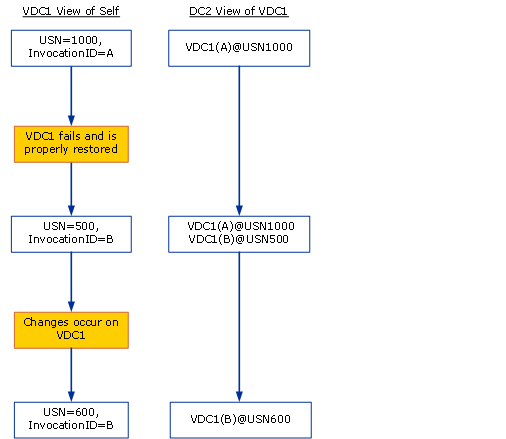 VDC1 View of Self
DC2 View of VDC1
USN=1000,
InvocationID=A
VDC1(A)@USN1000
VDC1 fails and is
properly restored
USN=500,
InvocationID=B
VDC1(A)@USN1000
VDC1(B)@USN500
Changes occur on
VDC1
USN=600,
InvocationID=B
VDC1(B)@USN600